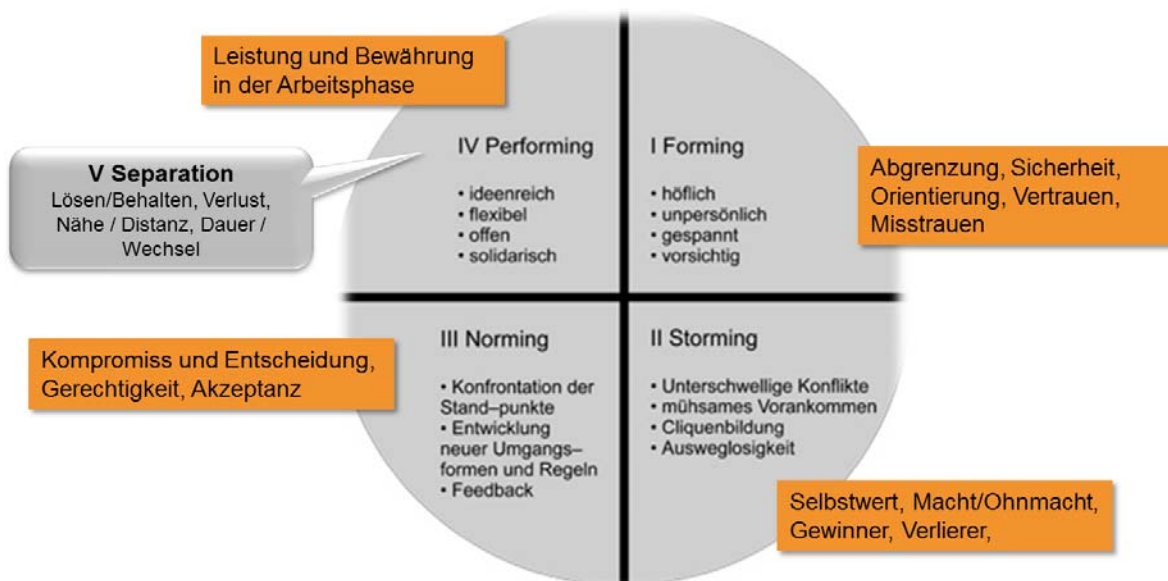 Leistung und Bewährung
in der Arbeitsphase
V Separation
Lösen/Behalten, Verlust,
Nähe / Distanz, Dauer /
Wechsel
IV Performing
• ideenreich
• flexibel
• offen
• solidarisch
I Forming
• höflich
• unpersönlich
• gespannt
• vorsichtig
Abgrenzung, Sicherheit,
Orientierung, Vertrauen,
Misstrauen
Kompromiss und Entscheidung,
Gerechtigkeit, Akzeptanz
III Norming
• Konfrontation der
Stand–punkte
• Entwicklung
neuer Umgangs–
formen und Regeln
• Feedback
II Storming
• Unterschwellige Konflikte
• mühsames Vorankommen
• Cliquenbildung
• Ausweglosigkeit
Selbstwert, Macht/Ohnmacht,
Gewinner, Verlierer,